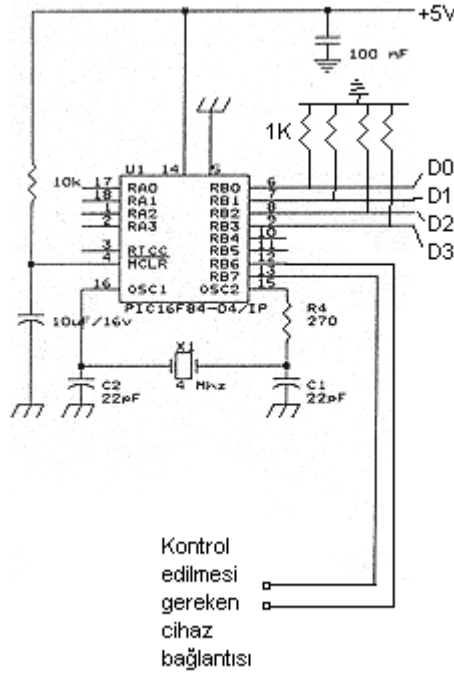 +5V
100 nF
1K
U1
14
5
10k
17 RA0 RB0 6 D0
18 RA1 RB1 7 D1
1 RA2 RB2 8 D2
2 RA3 RB3 9 D3
RB4 10
3 RTCC RB5 11
4 MCLR RB6 12
RB7 13
16 OSC1 OSC2 15
PIC16F84-04/IP
10uF/16v
R4
270
X1
4 Mhz
C2
22pF
C1
22pF
Kontrol
edilmesi
gereken
cihaz
bağlantısı